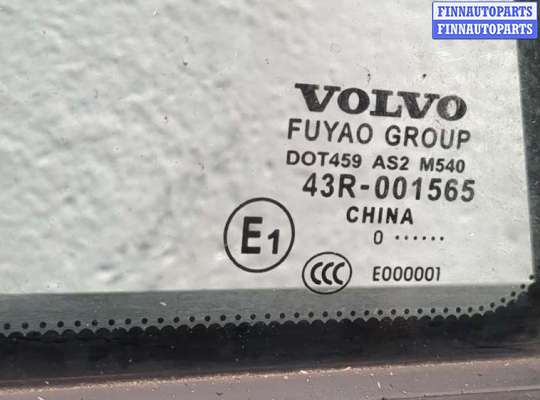 FINNAUTOPARTS
FINNAUTOPARTS
VOLVO
FUYAO GROUP
DOT459 AS2 M540
43R-001565
CHINA
0 ······
E1
CCC E000001